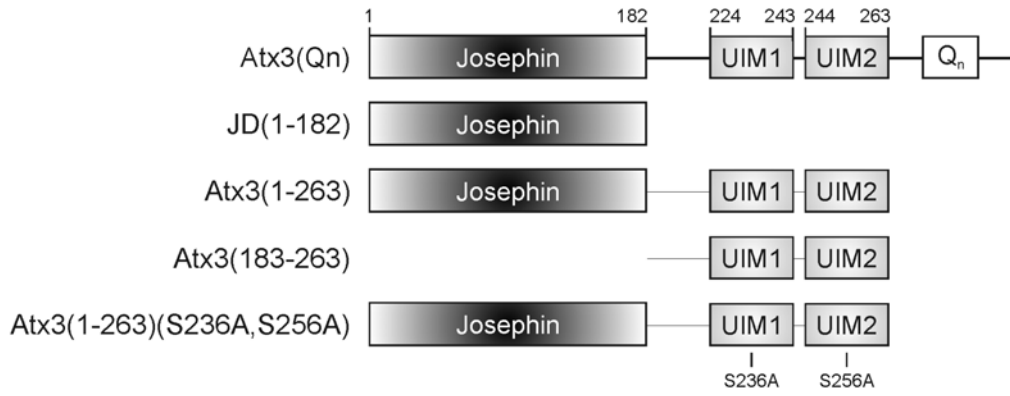 1 182 224 243 244 263
Atx3(Qn) Josephin UIM1 UIM2 Qn
JD(1-182) Josephin
Atx3(1-263) Josephin UIM1 UIM2
Atx3(183-263) UIM1 UIM2
Atx3(1-263)(S236A,S256A) Josephin UIM1 UIM2
S236A S256A